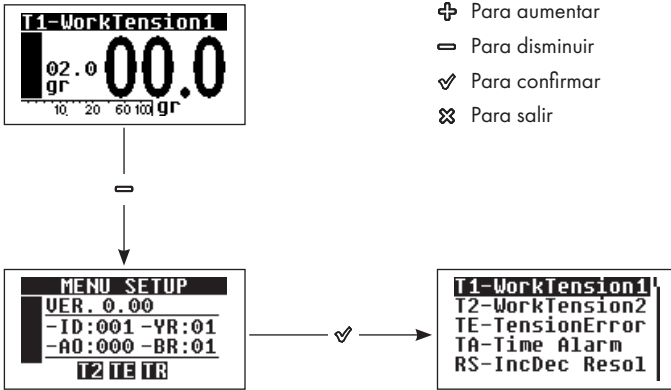 T1-WorkTension1
02.0 00.0
gr
10 20 60 100 gr
Para aumentar
Para disminuir
Para confirmar
Para salir
MENU SETUP
VER. 0.00
-ID:001 -YR:01
-AO:000 -BR:01
T2 TE TR
T1-WorkTension1
T2-WorkTension2
TE-TensionError
TA-Time Alarm
RS-IncDec Resol